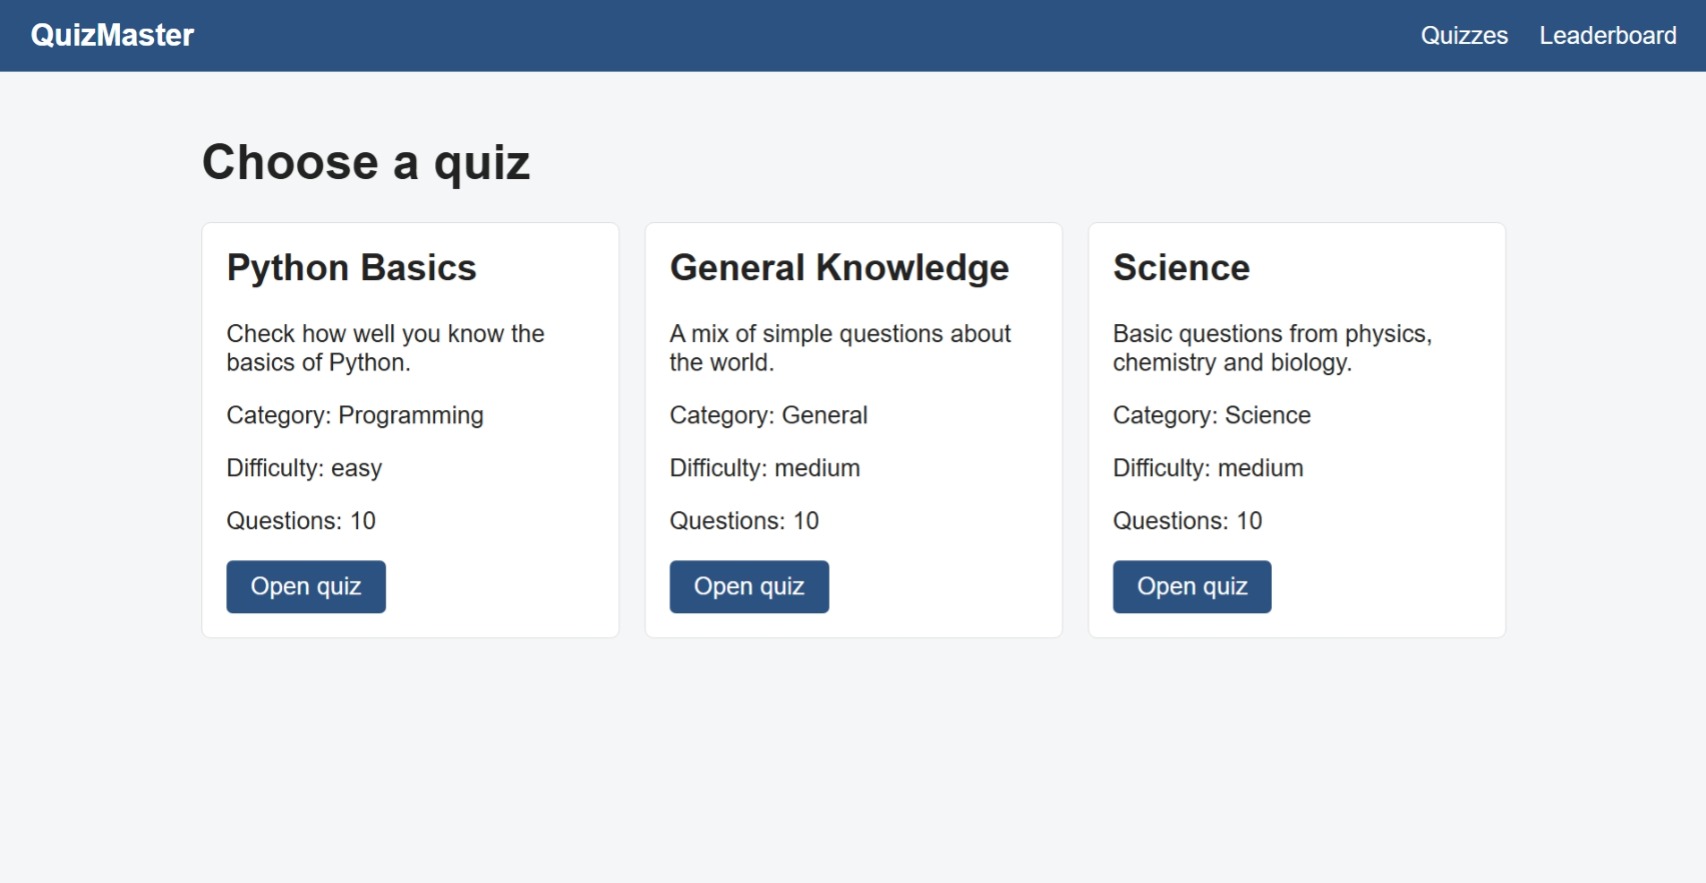 QuizMaster
Quizzes
Leaderboard
Choose a quiz
Python Basics
Check how well you know the
basics of Python.
Category: Programming
Difficulty: easy
Questions: 10
Open quiz
General Knowledge
A mix of simple questions about
the world.
Category: General
Difficulty: medium
Questions: 10
Open quiz
Science
Basic questions from physics,
chemistry and biology.
Category: Science
Difficulty: medium
Questions: 10
Open quiz